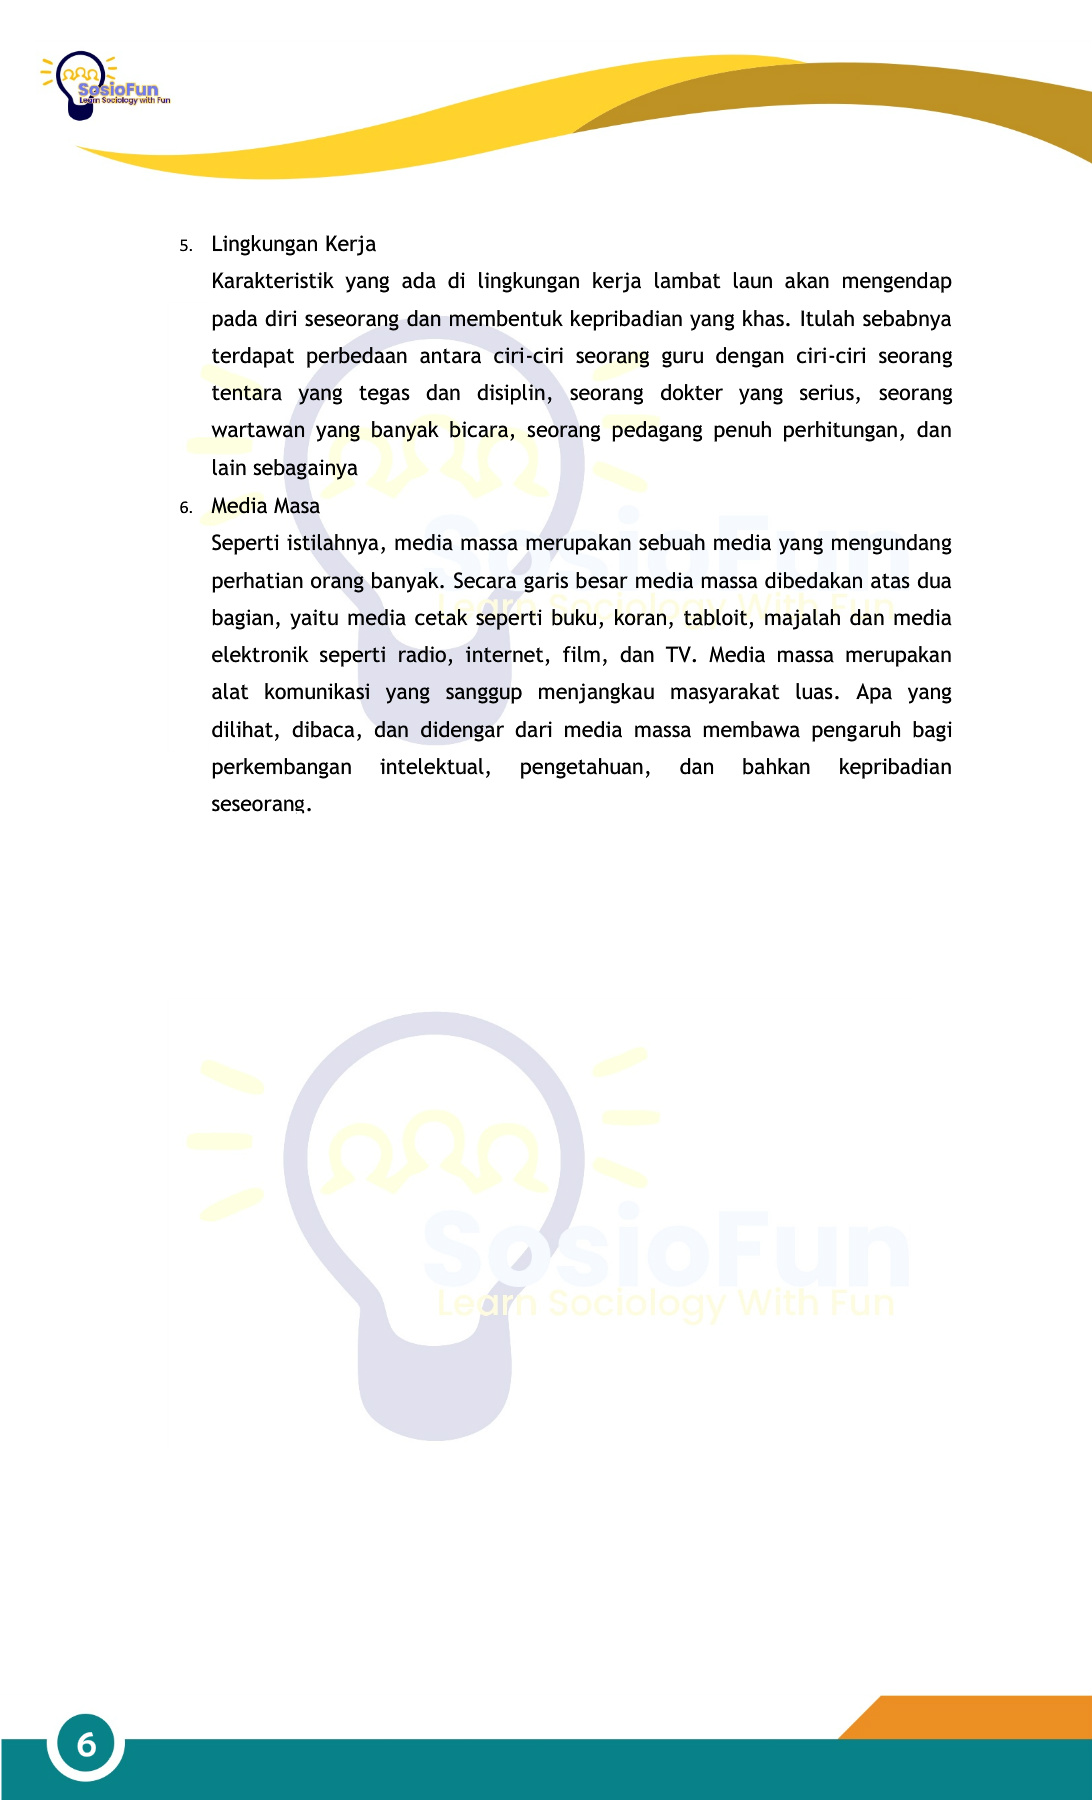 SosioFun
Learn Sociology with Fun
5. Lingkungan Kerja
Karakteristik yang ada di lingkungan kerja lambat laun akan mengendap
pada diri seseorang dan membentuk kepribadian yang khas. Itulah sebabnya
terdapat perbedaan antara ciri-ciri seorang guru dengan ciri-ciri seorang
tentara yang tegas dan disiplin, seorang dokter yang serius, seorang
wartawan yang banyak bicara, seorang pedagang penuh perhitungan, dan
lain sebagainya
6. Media Masa
Seperti istilahnya, media massa merupakan sebuah media yang mengundang
perhatian orang banyak. Secara garis besar media massa dibedakan atas dua
bagian, yaitu media cetak seperti buku, koran, tabloit, majalah dan media
elektronik seperti radio, internet, film, dan TV. Media massa merupakan
alat komunikasi yang sanggup menjangkau masyarakat luas. Apa yang
dilihat, dibaca, dan didengar dari media massa membawa pengaruh bagi
perkembangan intelektual, pengetahuan, dan bahkan kepribadian
seseorang.
SosioFun
Learn Sociology With Fun
SosioFun
Learn Sociology With Fun
6